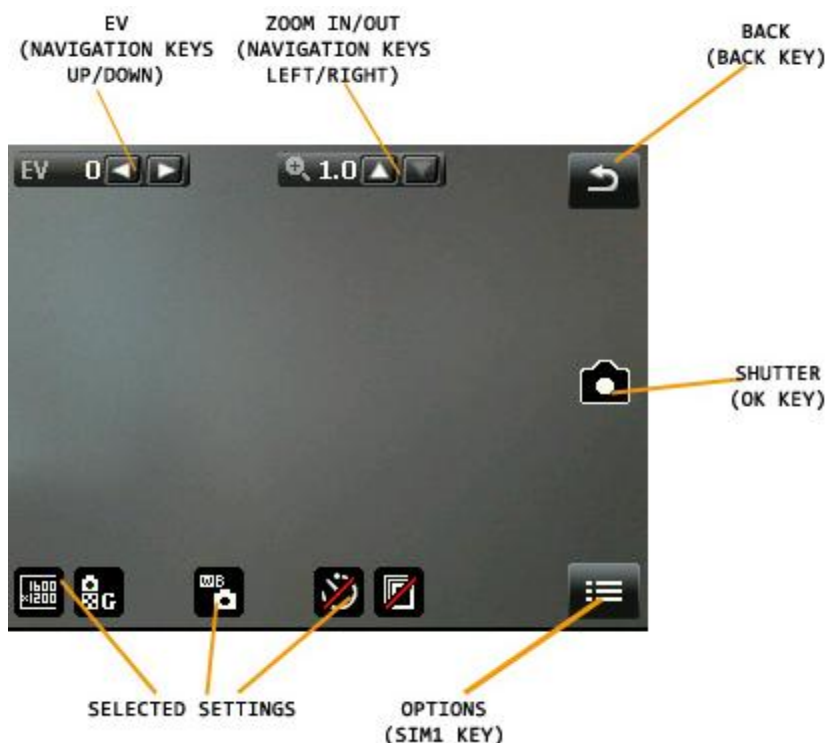 EV
(NAVIGATION KEYS
UP/DOWN)
ZOOM IN/OUT
(NAVIGATION KEYS
LEFT/RIGHT)
BACK
(BACK KEY)
EV 0
1.0
SHUTTER
(OK KEY)
1600
×1200
G
WB
SELECTED SETTINGS
OPTIONS
(SIM1 KEY)